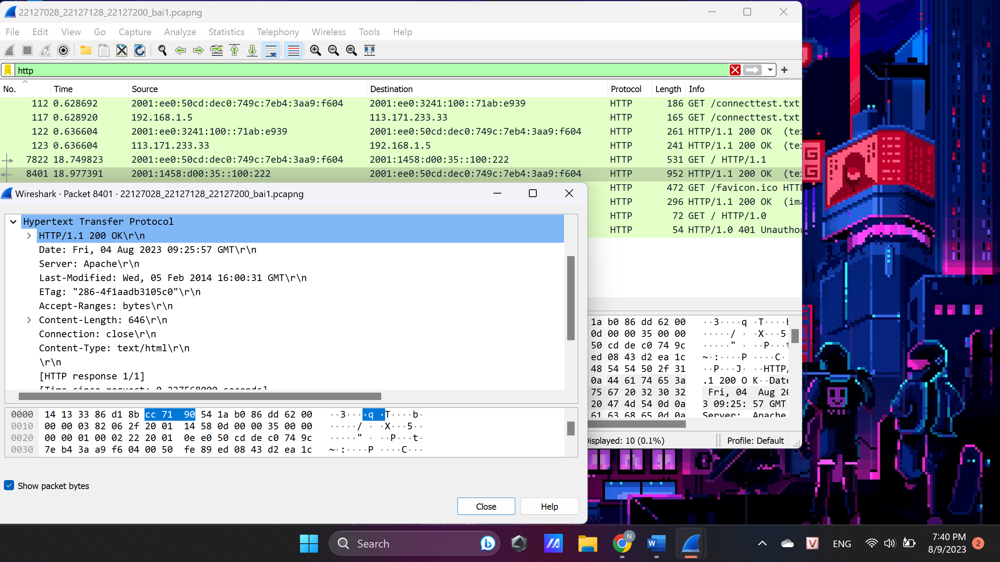 22127028_22127128_22127200_bai1.pcapng
File Edit View Go Capture Analyze Statistics Telephony Wireless Tools Help
http
No. Time Source Destination Protocol Length Info
112 0.628692 2001:ee0:50cd:dec0:749c:7eb4:3aa9:f604 2001:ee0:3241:100::71ab:e939 HTTP 186 GET /connecttest.txt
117 0.628920 192.168.1.5 113.171.233.33 HTTP 165 GET /connecttest.txt
122 0.636604 2001:ee0:3241:100::71ab:e939 2001:ee0:50cd:dec0:749c:7eb4:3aa9:f604 HTTP 261 HTTP/1.1 200 OK (te
123 0.636604 113.171.233.33 192.168.1.5 HTTP 241 HTTP/1.1 200 OK (te
7822 18.749823 2001:ee0:50cd:dec0:749c:7eb4:3aa9:f604 2001:1458:d00:35::100:222 HTTP 531 GET / HTTP/1.1
8401 18.977391 2001:1458:d00:35::100:222 2001:ee0:50cd:dec0:749c:7eb4:3aa9:f604 HTTP 952 HTTP/1.1 200 OK (te
HTTP 472 GET /favicon.ico HTT
HTTP 296 HTTP/1.1 200 OK (im
HTTP 72 GET / HTTP/1.0
HTTP 54 HTTP/1.0 401 Unautho
Wireshark · Packet 8401 · 22127028_22127128_22127200_bai1.pcapng
Hypertext Transfer Protocol
HTTP/1.1 200 OK\r\n
Date: Fri, 04 Aug 2023 09:25:57 GMT\r\n
Server: Apache\r\n
Last-Modified: Wed, 05 Feb 2014 16:00:31 GMT\r\n
ETag: "286-4f1aadb3105c0"\r\n
Accept-Ranges: bytes\r\n
Content-Length: 646\r\n
Connection: close\r\n
Content-Type: text/html\r\n
\r\n
[HTTP response 1/1]
[Time since request: 0.227568000 seconds]
0000 14 13 33 86 d1 8b cc 71 90 54 1a b0 86 dd 62 00 ··3····q ·T····b·
0010 00 00 03 82 06 2f 20 01 14 58 0d 00 00 35 00 00 ·····/ · ·X···5··
0020 00 00 01 00 02 22 20 01 0e e0 50 cd de c0 74 9c ·····" · ··P···t·
0030 7e b4 3a a9 f6 04 00 50 fe 89 ed 08 43 d2 ea 1c ~·:····P ····C···
1a b0 86 dd 62 00 ··3····q ·T····b
0d 00 00 35 00 00 ·····/ · ·X···5
50 cd de c0 74 9c ·····" · ··P···t
ed 08 43 d2 ea 1c ~·:····P ····C·
48 54 54 50 2f 31 ··P···J· ··HTTP/
0a 44 61 74 65 3a .1 200 O K··Date
75 67 20 32 30 32 Fri, 04 Aug 20
20 47 4d 54 0d 0a 3 09:25: 57 GMT·
61 63 68 65 0d 0a Server: Apache
Displayed: 10 (0.1%) Profile: Default
Show packet bytes
Close Help
Search
N
W
V
ENG
7:40 PM
8/9/2023
2